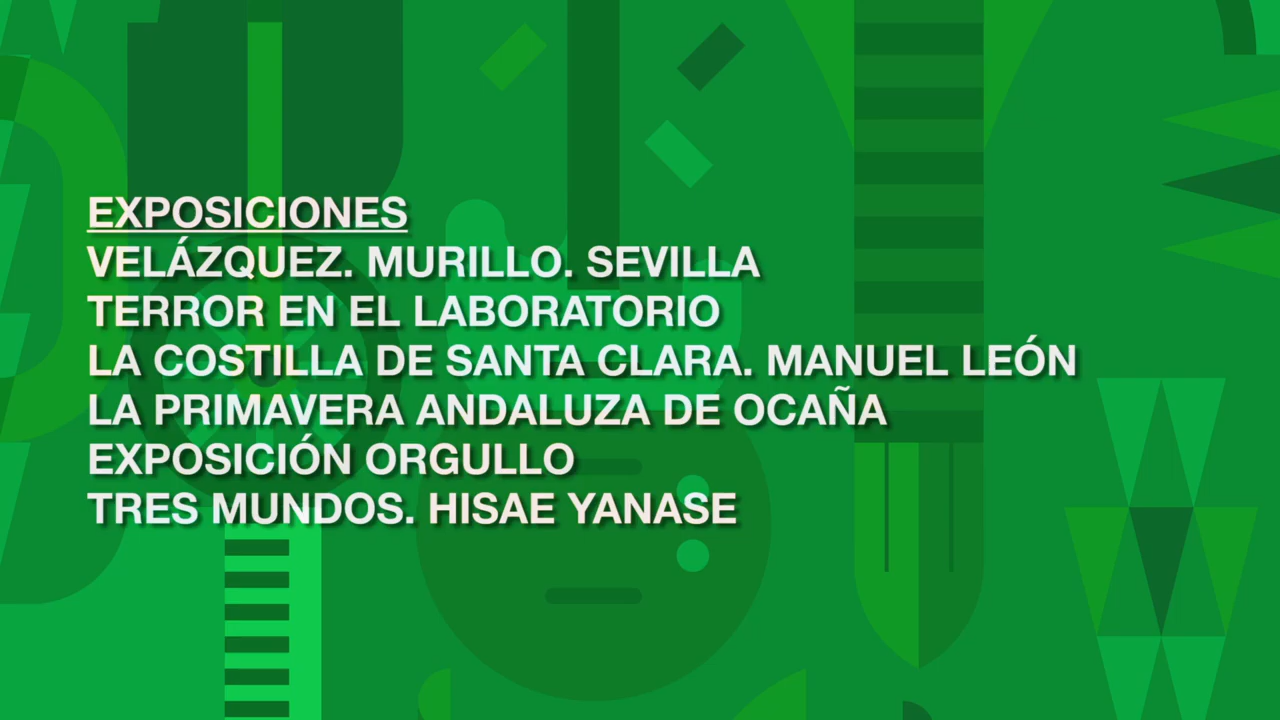 EXPOSICIONES
VELÁZQUEZ. MURILLO. SEVILLA
TERROR EN EL LABORATORIO
LA COSTILLA DE SANTA CLARA. MANUEL LEÓN
LA PRIMAVERA ANDALUZA DE OCAÑA
EXPOSICIÓN ORGULLO
TRES MUNDOS. HISAE YANASE